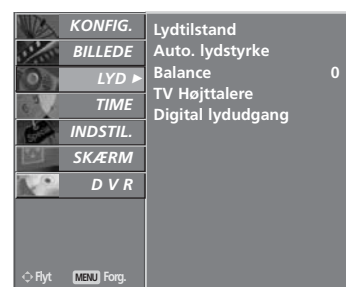 KONFIG.
BILLEDE
LYD ►
TIME
INDSTIL.
SKÆRM
D V R
Flyt MENU Forg.
Lydtilstand
Auto. lydstyrke
Balance 0
TV Højttalere
Digital lydudgang